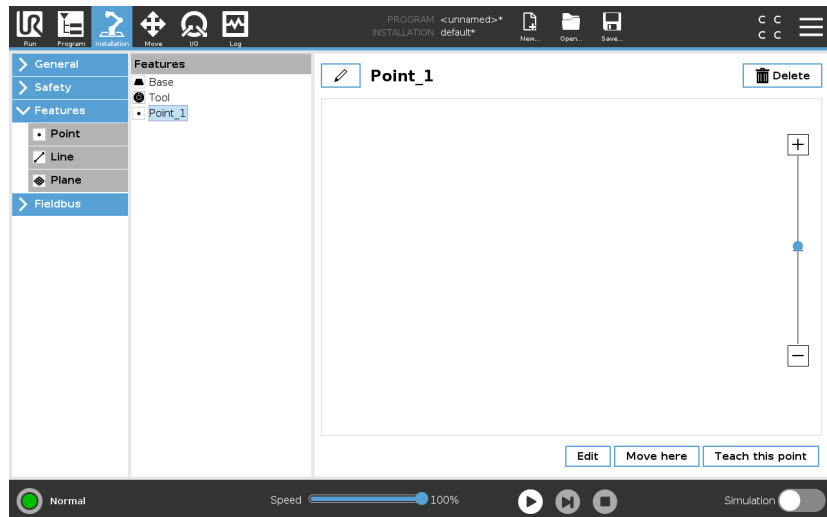 PROGRAM <unnamed>*
INSTALLATION default*
UR
Run Program Installation Move I/O Log New... Open... Save...
C C
C C
General
Safety
Features
Point
Line
Plane
Fieldbus
Features
Base
Tool
Point_1
Point_1
Delete
Edit Move here Teach this point
Normal
Speed 100%
Simulation